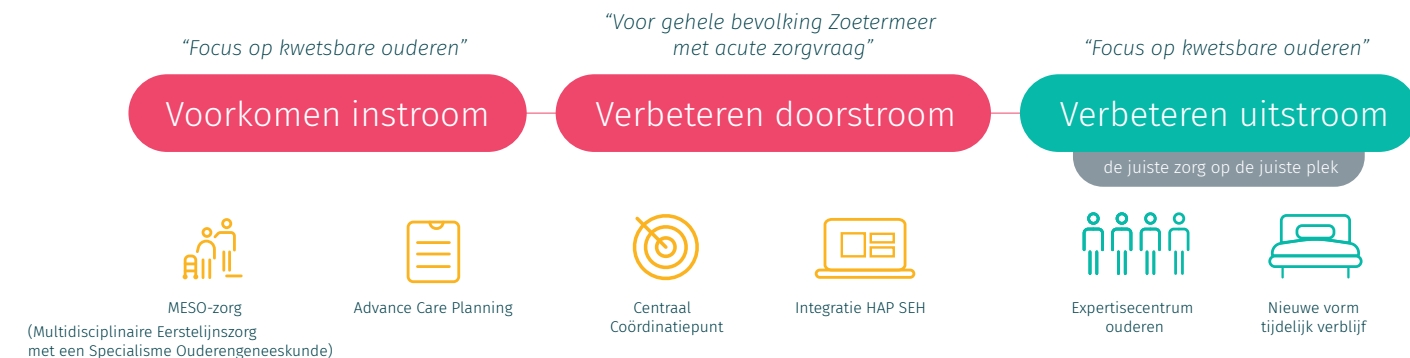 “Focus op kwetsbare ouderen”
“Voor gehele bevolking Zoetermeer
met acute zorgvraag”
“Focus op kwetsbare ouderen”
Voorkomen instroom
Verbeteren doorstroom
Verbeteren uitstroom
de juiste zorg op de juiste plek
MESO-zorg
(Multidisciplinaire Eerstelijnszorg
met een Specialisme Ouderengeneeskunde)
Advance Care Planning
Centraal
Coördinatiepunt
Integratie HAP SEH
Expertisecentrum
ouderen
Nieuwe vorm
tijdelijk verblijf